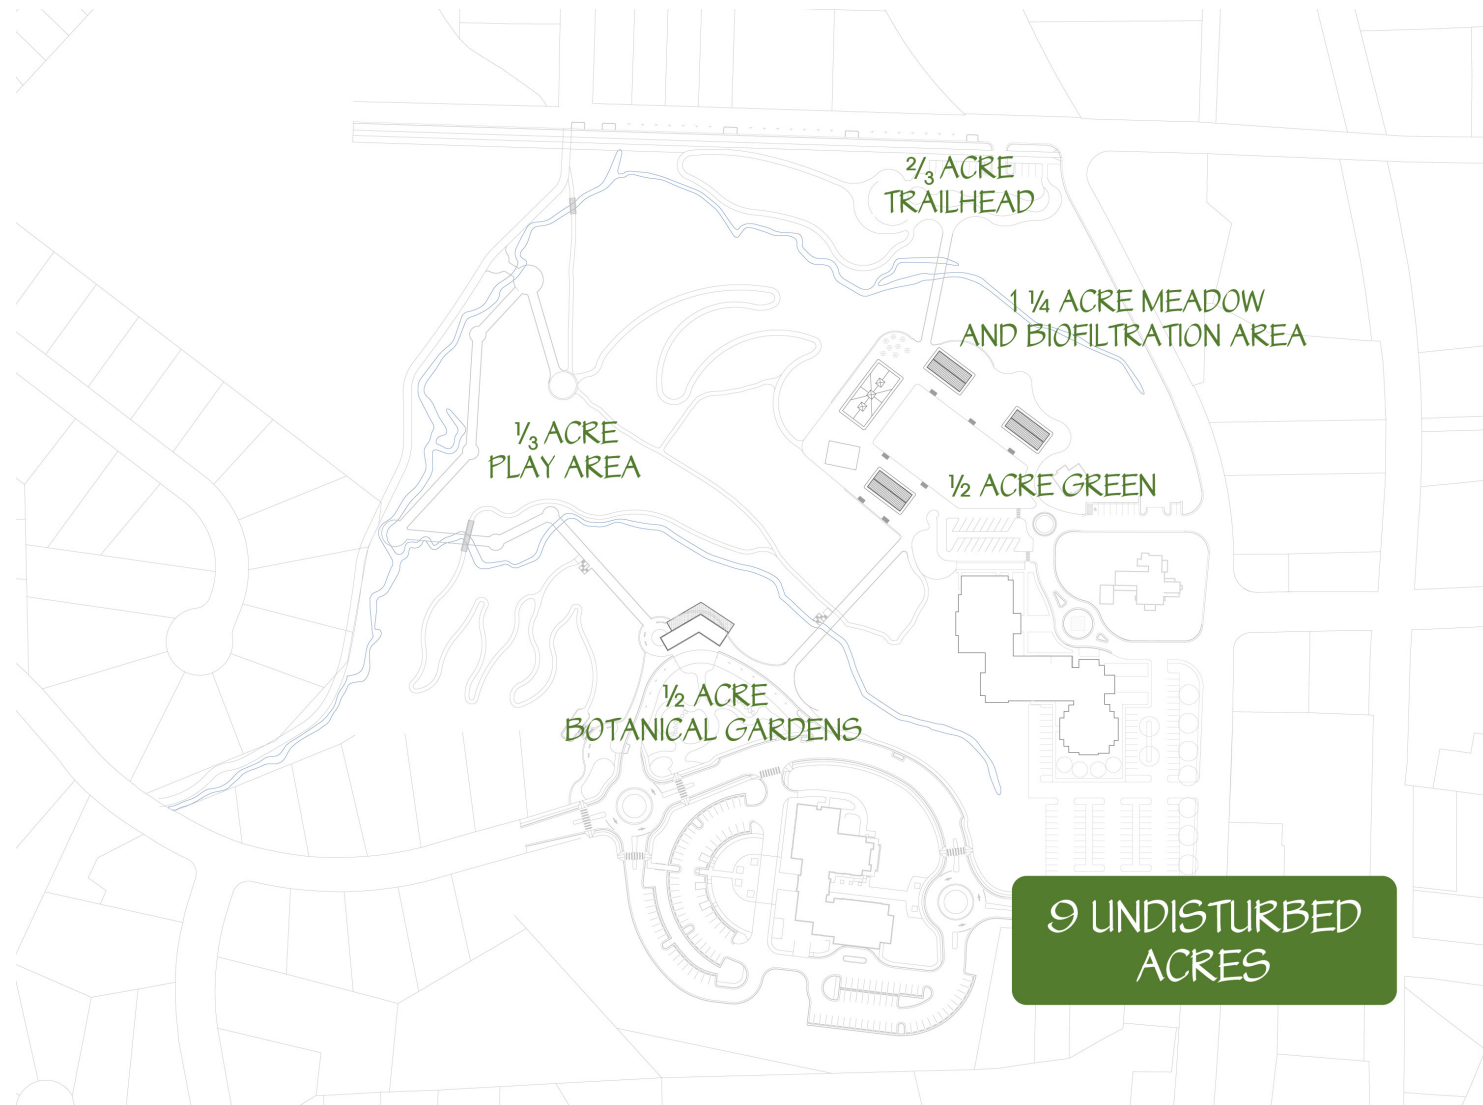 ⅔ ACRE
TRAILHEAD
1 ¼ ACRE MEADOW
AND BIOFILTRATION AREA
⅓ ACRE
PLAY AREA
½ ACRE GREEN
½ ACRE
BOTANICAL GARDENS
9 UNDISTURBED
ACRES